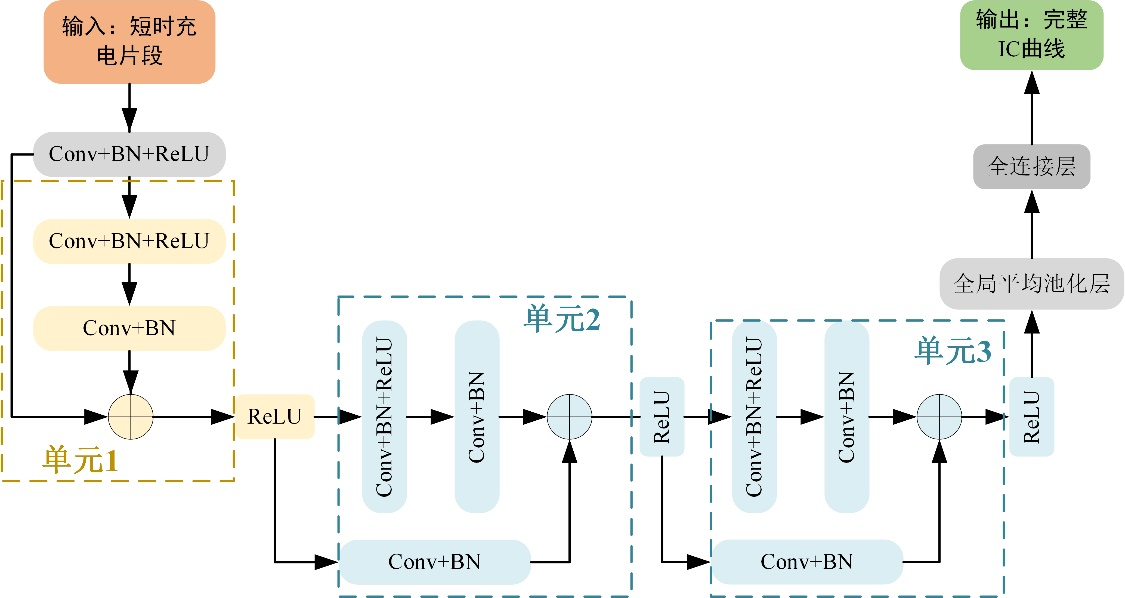 输入：短时充
电片段
Conv+BN+ReLU
Conv+BN+ReLU
Conv+BN
单元1
ReLU
单元2
Conv+BN+ReLU
Conv+BN
Conv+BN
ReLU
单元3
Conv+BN+ReLU
Conv+BN
Conv+BN
ReLU
全局平均池化层
全连接层
输出：完整
IC曲线